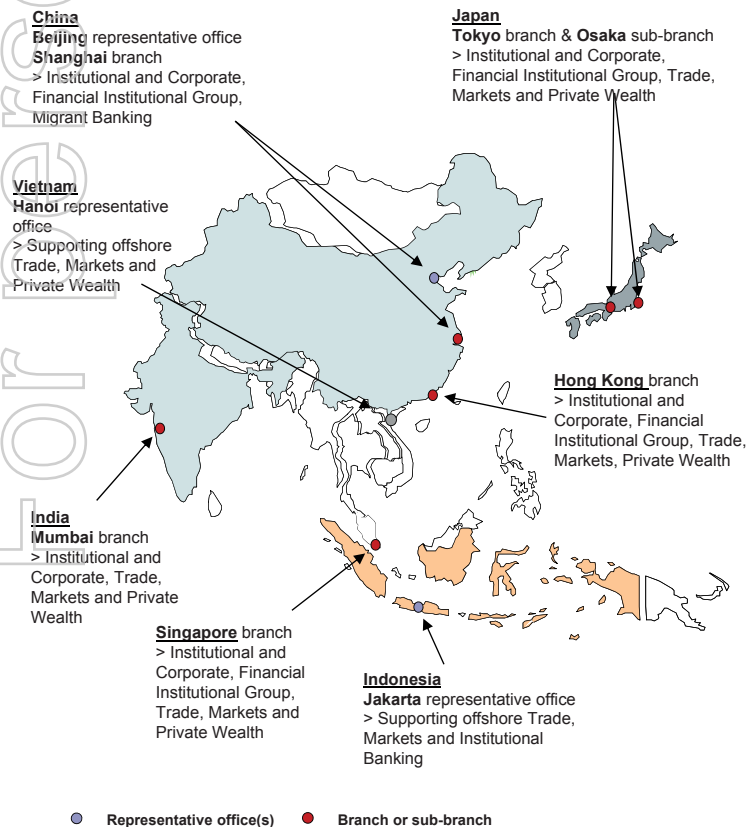 China
Beijing representative office
Shanghai branch
> Institutional and Corporate,
Financial Institutional Group,
Migrant Banking
Japan
Tokyo branch & Osaka sub-branch
> Institutional and Corporate,
Financial Institutional Group, Trade,
Markets and Private Wealth
Vietnam
Hanoi representative
office
> Supporting offshore
Trade, Markets and
Private Wealth
Hong Kong branch
> Institutional and
Corporate, Financial
Institutional Group, Trade,
Markets, Private Wealth
India
Mumbai branch
> Institutional and
Corporate, Trade,
Markets and Private
Wealth
Singapore branch
> Institutional and
Corporate, Financial
Institutional Group,
Trade, Markets and
Private Wealth
Indonesia
Jakarta representative office
> Supporting offshore Trade,
Markets and Institutional
Banking
Representative office(s)
Branch or sub-branch
For